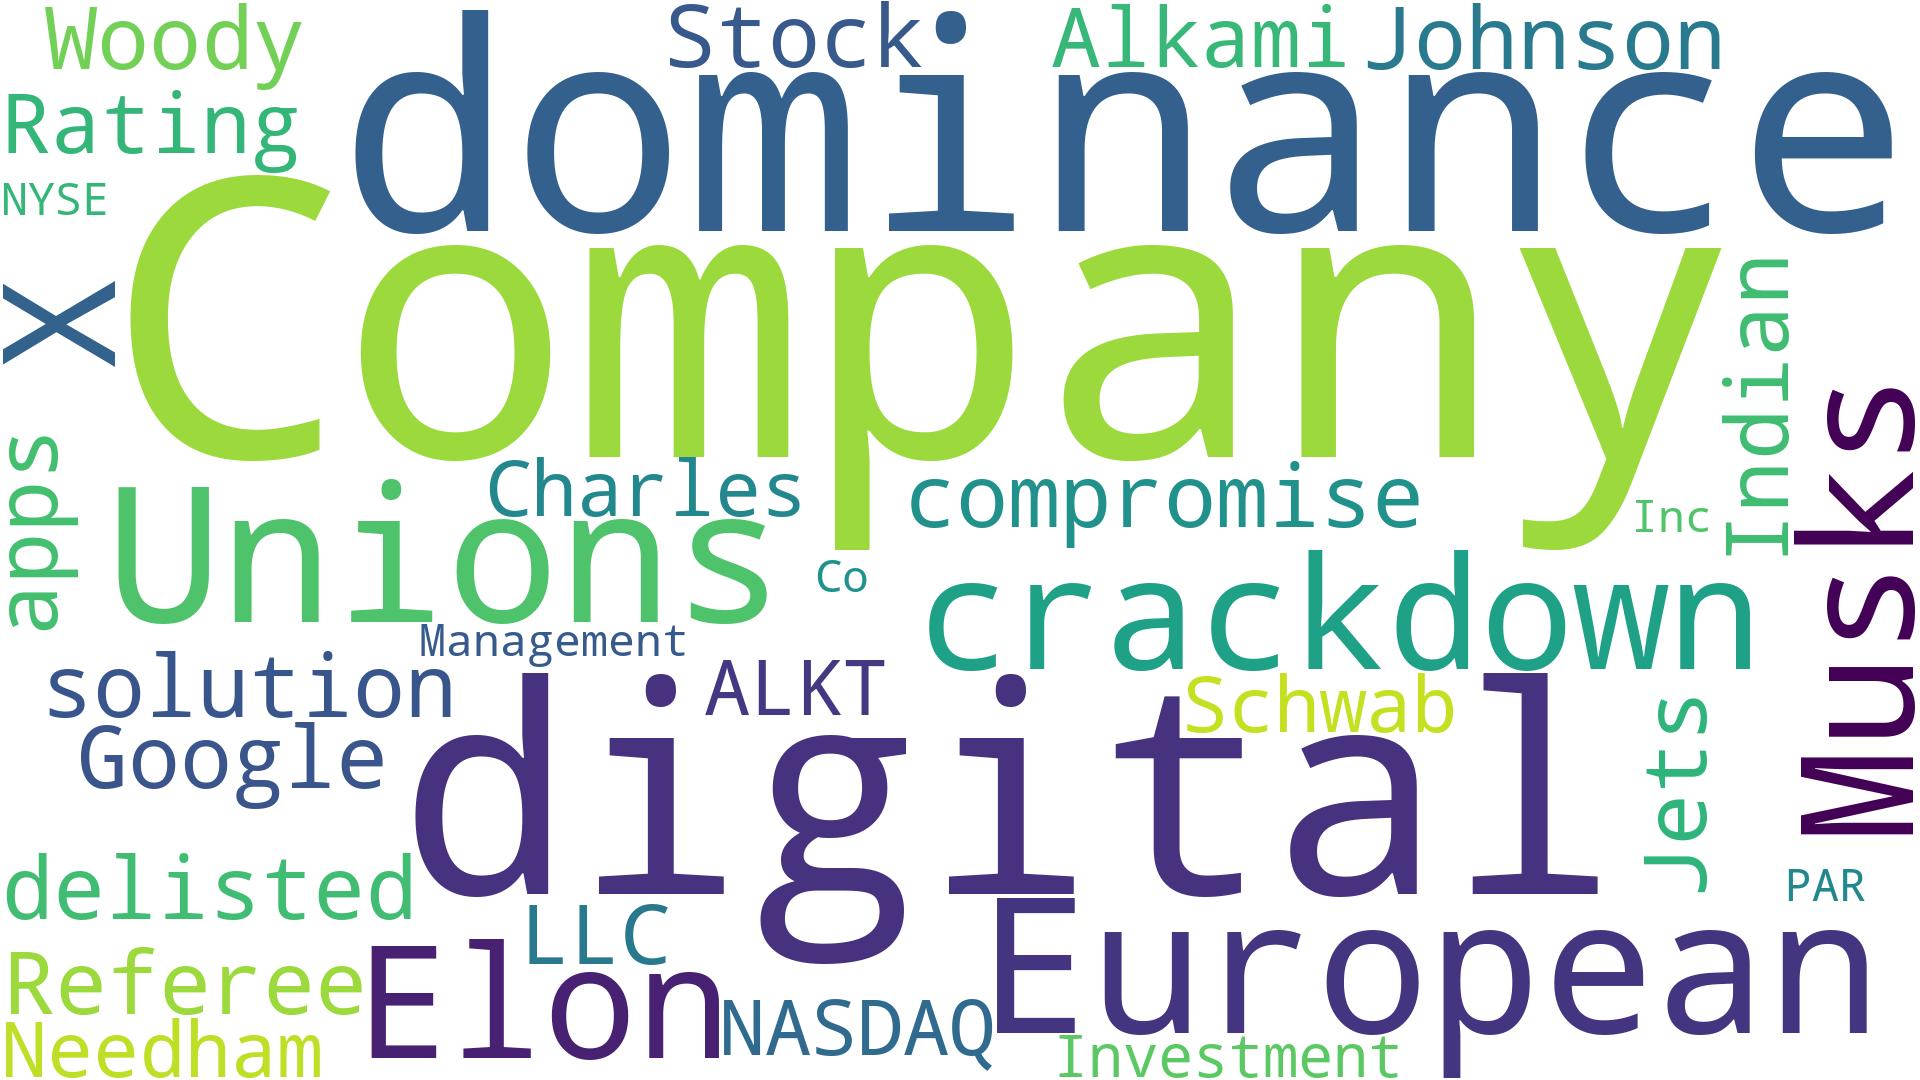 Woody
Stock
Alkami
Johnson
dominance
Rating
NYSE
Company
X
Indian
Musks
apps
Unions
Charles
compromise
Inc
Co
crackdown
Management
solution
ALKT
Schwab
Google
digital
Jets
delisted
PAR
LLC
European
Referee
Elon
NASDAQ
Needham
Investment